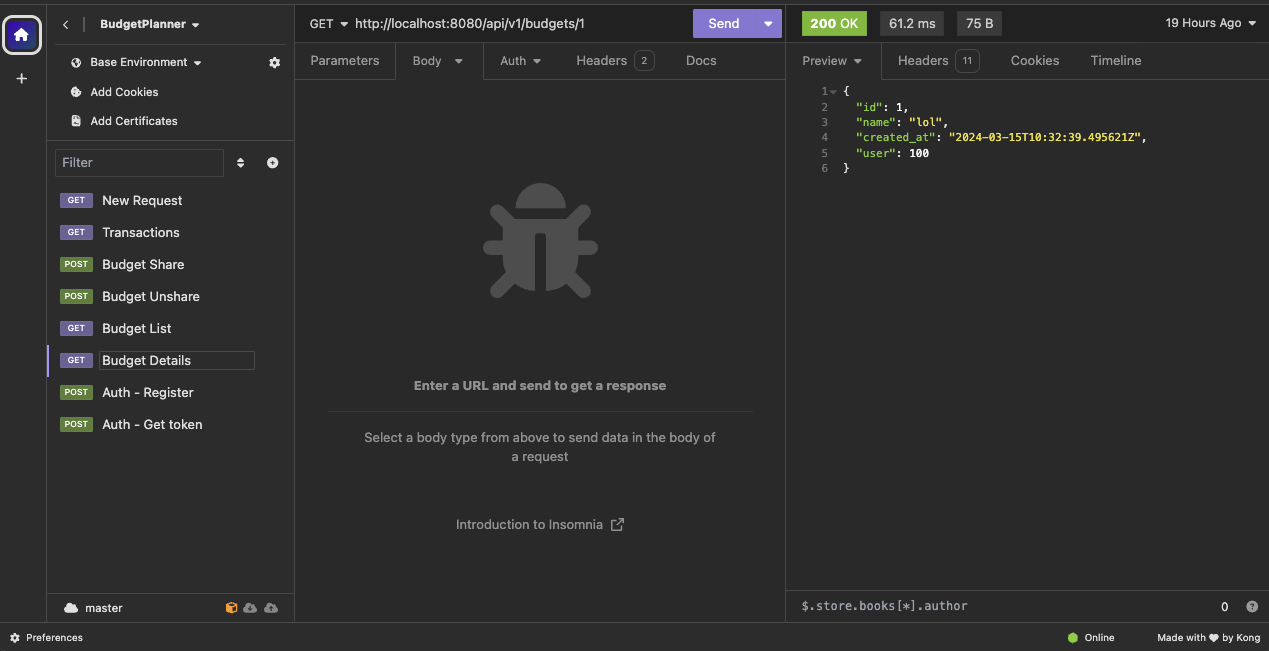 BudgetPlanner
Base Environment
Add Cookies
Add Certificates
Filter
GET New Request
GET Transactions
POST Budget Share
POST Budget Unshare
GET Budget List
GET Budget Details
POST Auth - Register
POST Auth - Get token
master
GET http://localhost:8080/api/v1/budgets/1
Send
Parameters Body Auth Headers 2 Docs
Enter a URL and send to get a response
Select a body type from above to send data in the body of
a request
Introduction to Insomnia
200 OK 61.2 ms 75 B 19 Hours Ago
Preview Headers 11 Cookies Timeline
1 {
2 "id": 1,
3 "name": "lol",
4 "created_at": "2024-03-15T10:32:39.495621Z",
5 "user": 100
6 }
$.store.books[*].author 0 ?
Preferences
Online
Made with ♥ by Kong